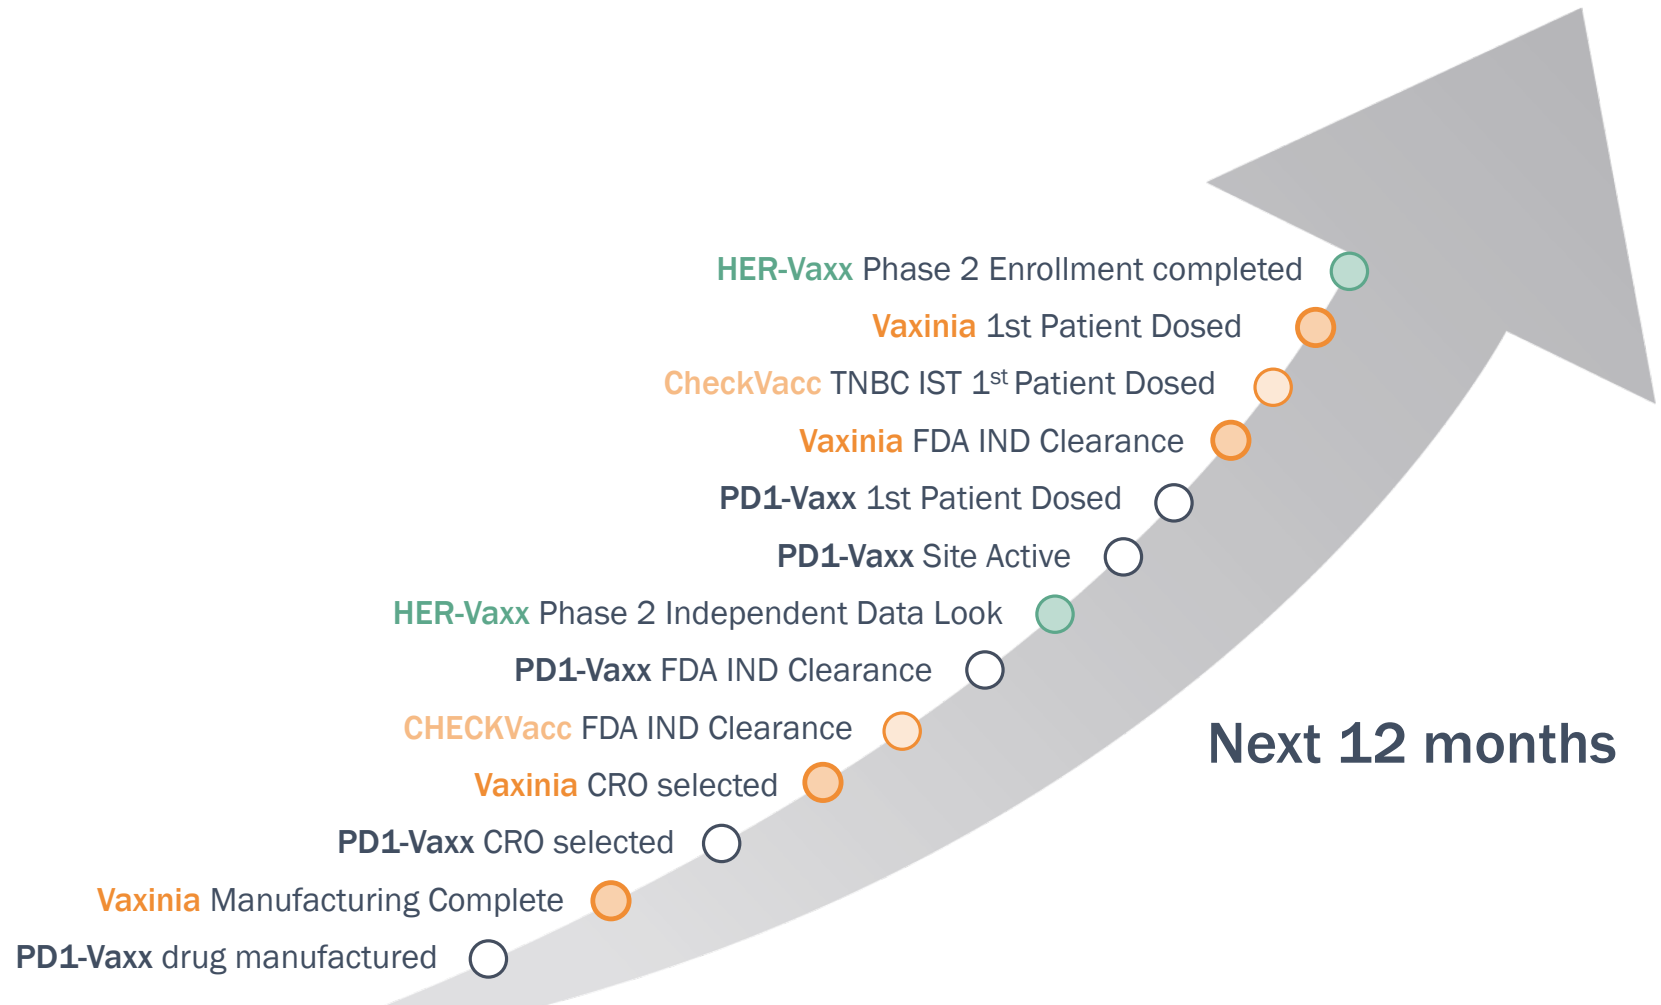 HER-Vaxx Phase 2 Enrollment completed
Vaxinia 1st Patient Dosed
CheckVacc TNBC IST 1st Patient Dosed
Vaxinia FDA IND Clearance
PD1-Vaxx 1st Patient Dosed
PD1-Vaxx Site Active
HER-Vaxx Phase 2 Independent Data Look
PD1-Vaxx FDA IND Clearance
CHECKVacc FDA IND Clearance
Next 12 months
Vaxinia CRO selected
PD1-Vaxx CRO selected
Vaxinia Manufacturing Complete
PD1-Vaxx drug manufactured